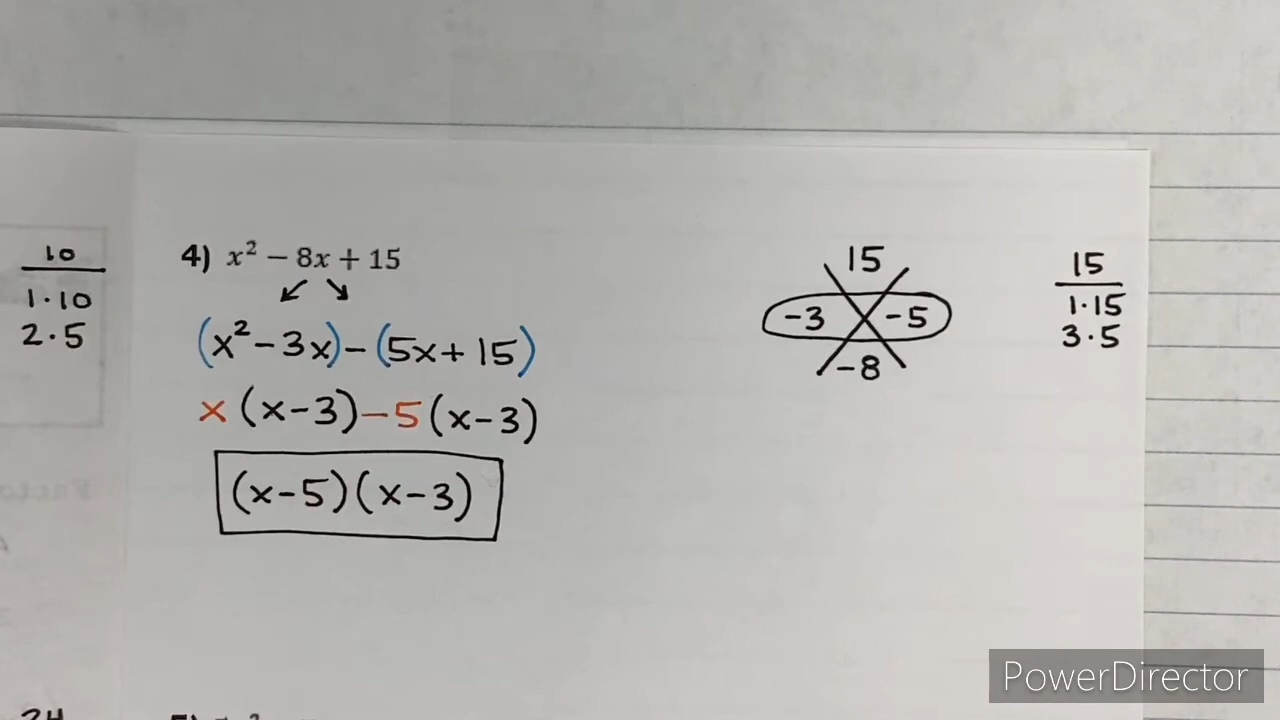 10
1·10
2·5
4) x² − 8x + 15
(x²−3x)−(5x+15)
x(x−3)−5(x−3)
(x−5)(x−3)
15
−3 −5
−8
15
1·15
3·5
PowerDirector